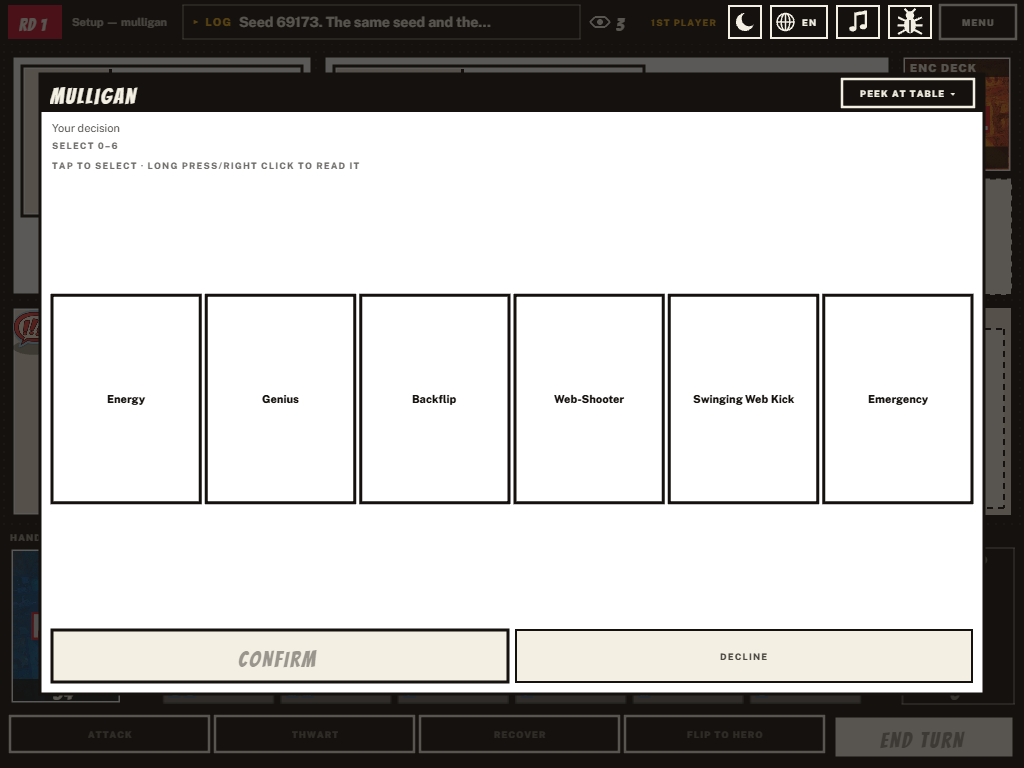 RD 1
Setup — mulligan
LOG
Seed 69173. The same seed and the...
3
1ST PLAYER
EN
MENU
ENC DECK
MULLIGAN
PEEK AT TABLE
Your decision
SELECT 0–6
TAP TO SELECT · LONG PRESS/RIGHT CLICK TO READ IT
Energy
Genius
Backflip
Web-Shooter
Swinging Web Kick
Emergency
HAND
CONFIRM
DECLINE
ATTACK
THWART
RECOVER
FLIP TO HERO
END TURN